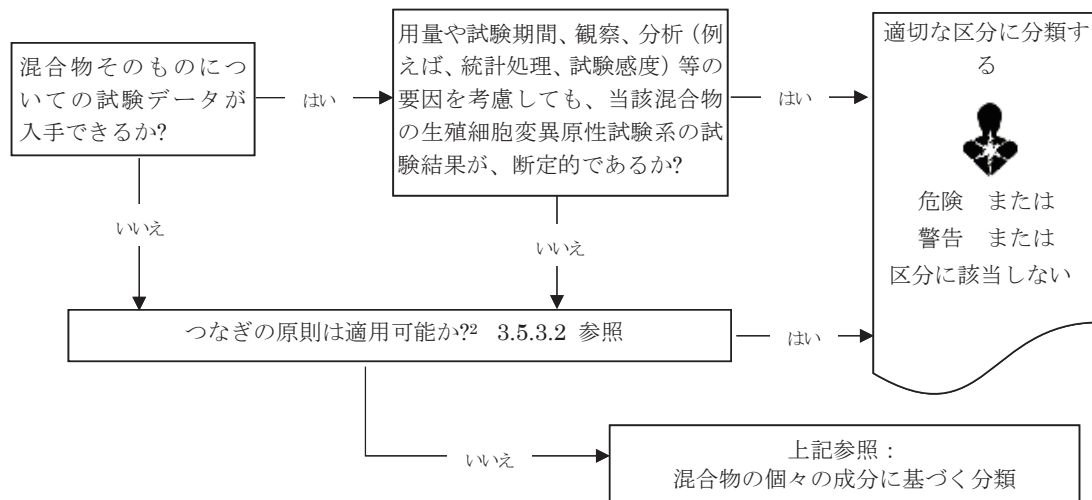 混合物そのものにつ
いての試験データが
入手できるか?
はい
用量や試験期間、観察、分析（例
えば、統計処理、試験感度）等の
要因を考慮しても、当該混合物
の生殖細胞変異原性試験系の試
験結果が、断定的であるか?
はい
適切な区分に分類す
る
危険　または
警告　または
区分に該当しない
いいえ
いいえ
つなぎの原則は適用可能か?² 3.5.3.2 参照
はい
いいえ
上記参照：
混合物の個々の成分に基づく分類